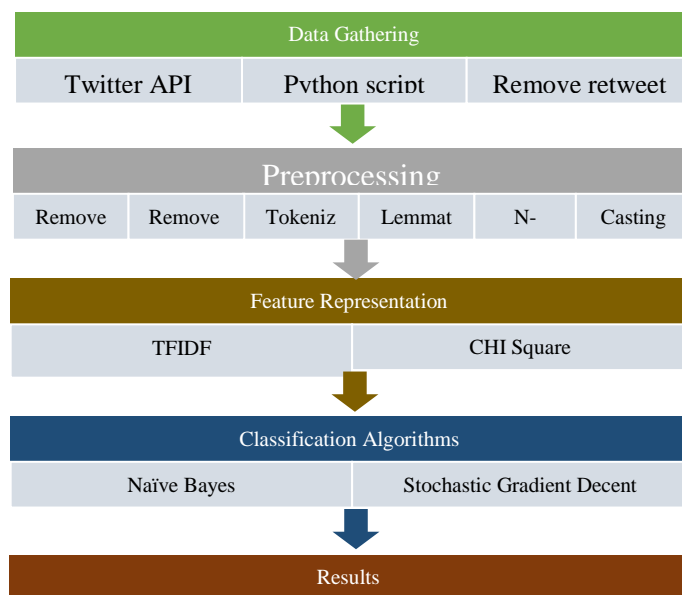 Data Gathering
Twitter API Python script Remove retweet
Preprocessing
Remove Remove Tokeniz Lemmat N- Casting
Feature Representation
TFIDF CHI Square
Classification Algorithms
Naïve Bayes Stochastic Gradient Decent
Results